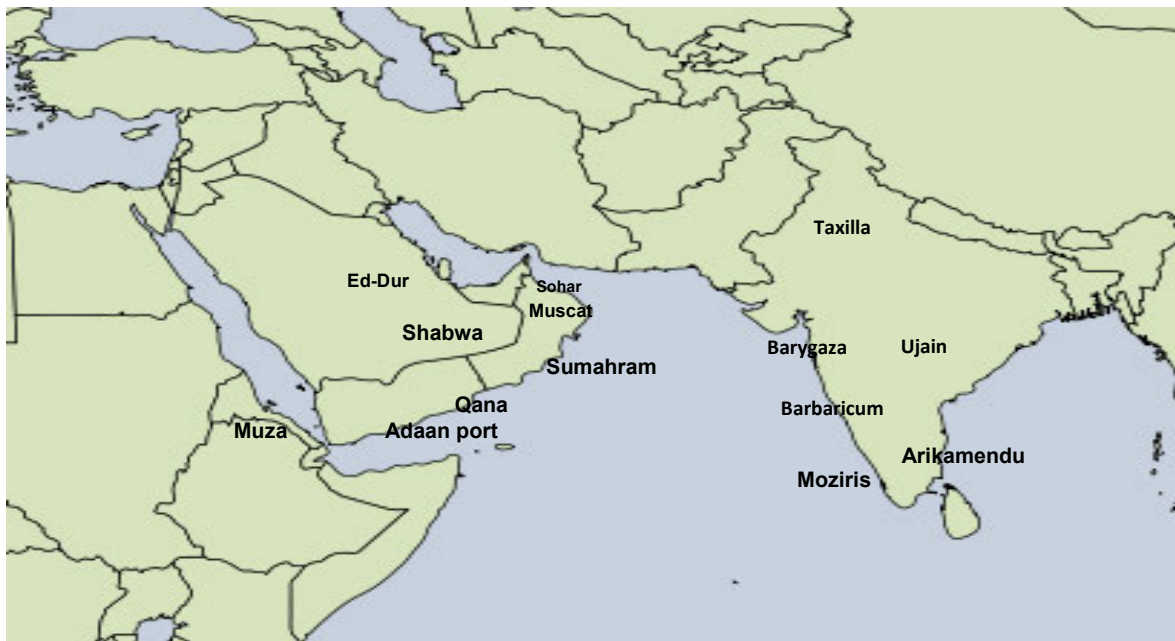 Taxilla
Ed-Dur
Sohar
Muscat
Shabwa
Barygaza
Ujain
Sumahram
Qana
Barbaricum
Muza
Adaan port
Arikamendu
Moziris